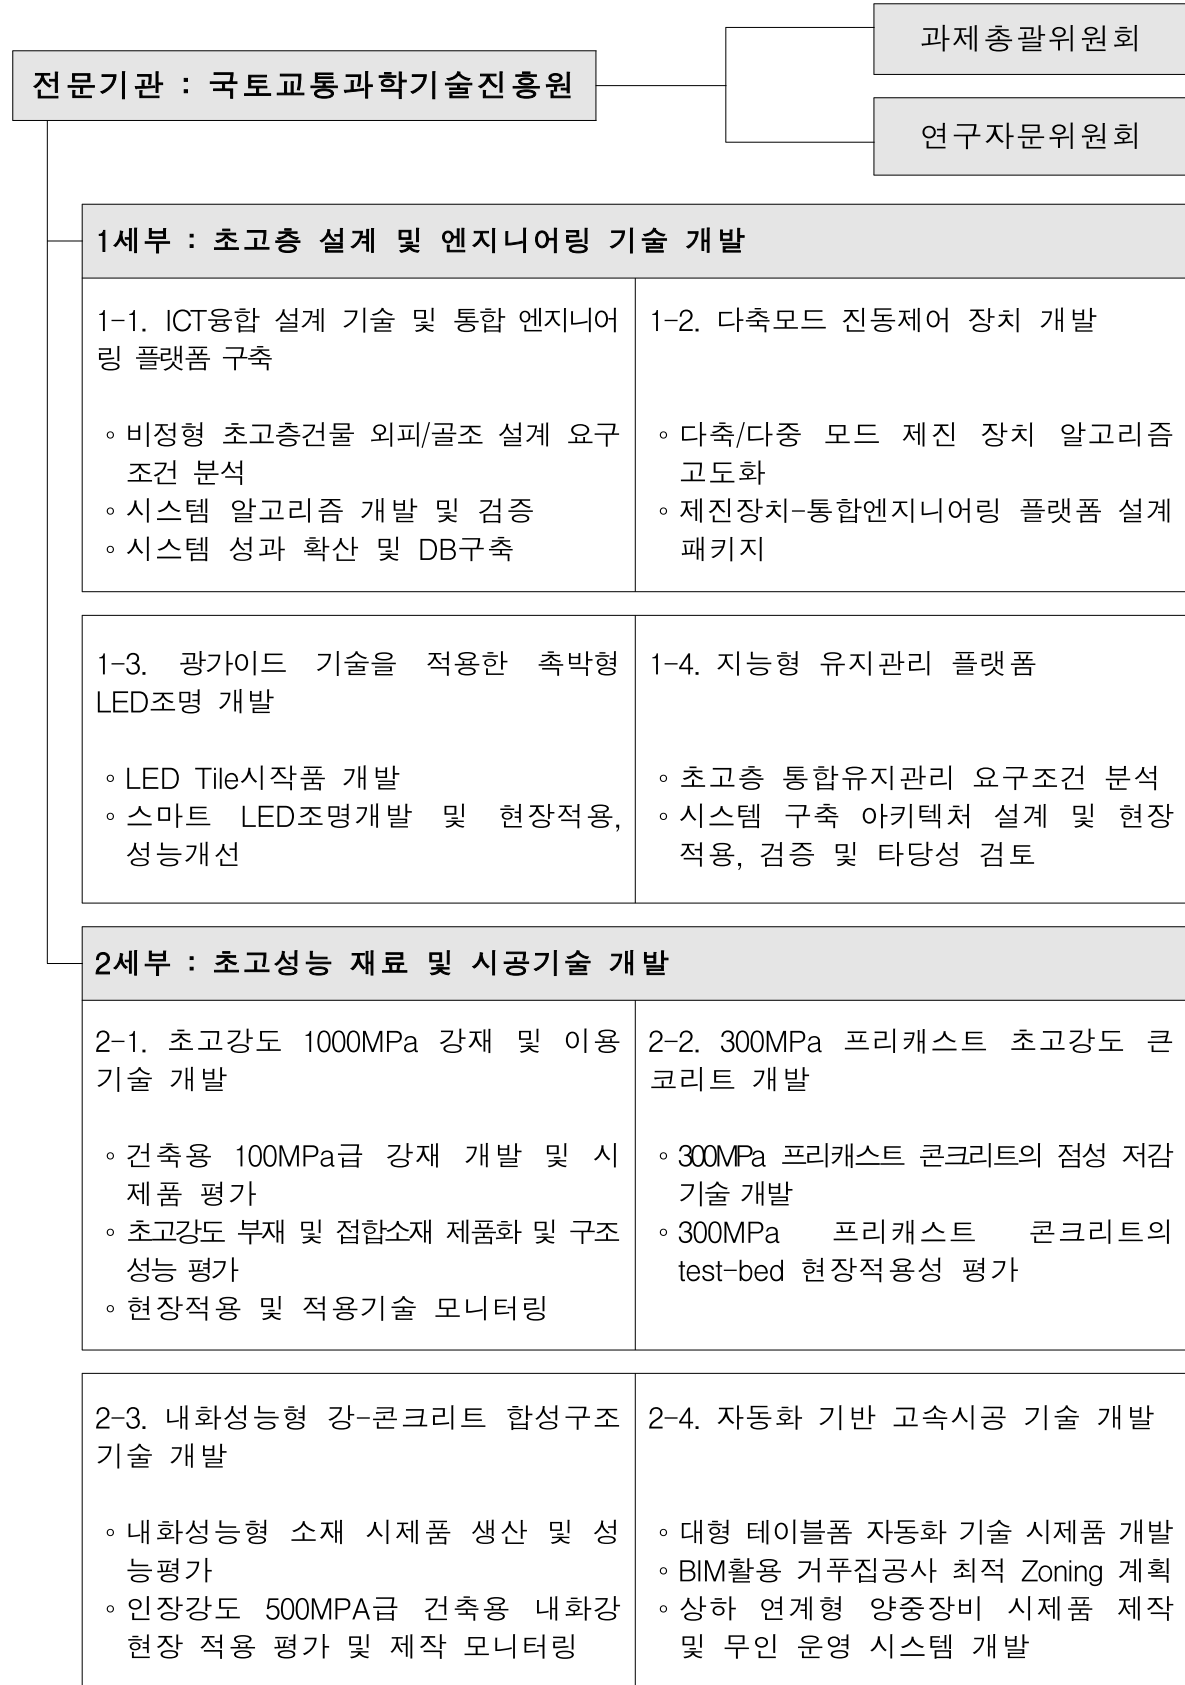 과제총괄위원회
전문기관 : 국토교통과학기술진흥원
연구자문위원회
1세부 : 초고층 설계 및 엔지니어링 기술 개발
1-1. ICT융합 설계 기술 및 통합 엔지니어
링 플랫폼 구축
◦비정형 초고층건물 외피/골조 설계 요구
조건 분석
◦시스템 알고리즘 개발 및 검증
◦시스템 성과 확산 및 DB구축
1-2. 다축모드 진동제어 장치 개발
◦다축/다중 모드 제진 장치 알고리즘
고도화
◦제진장치-통합엔지니어링 플랫폼 설계
패키지
1-3. 광가이드 기술을 적용한 촉박형
LED조명 개발
◦LED Tile시작품 개발
◦스마트 LED조명개발 및 현장적용,
성능개선
1-4. 지능형 유지관리 플랫폼
◦초고층 통합유지관리 요구조건 분석
◦시스템 구축 아키텍처 설계 및 현장
적용, 검증 및 타당성 검토
2세부 : 초고성능 재료 및 시공기술 개발
2-1. 초고강도 1000MPa 강재 및 이용
기술 개발
◦건축용 100MPa급 강재 개발 및 시
제품 평가
◦초고강도 부재 및 접합소재 제품화 및 구조
성능 평가
◦현장적용 및 적용기술 모니터링
2-2. 300MPa 프리캐스트 초고강도 큰
코리트 개발
◦300MPa 프리캐스트 콘크리트의 점성 저감
기술 개발
◦300MPa 프리캐스트 콘크리트의
test-bed 현장적용성 평가
2-3. 내화성능형 강-콘크리트 합성구조
기술 개발
◦내화성능형 소재 시제품 생산 및 성
능평가
◦인장강도 500MPA급 건축용 내화강
현장 적용 평가 및 제작 모니터링
2-4. 자동화 기반 고속시공 기술 개발
◦대형 테이블폼 자동화 기술 시제품 개발
◦BIM활용 거푸집공사 최적 Zoning 계획
◦상하 연계형 양중장비 시제품 제작
및 무인 운영 시스템 개발